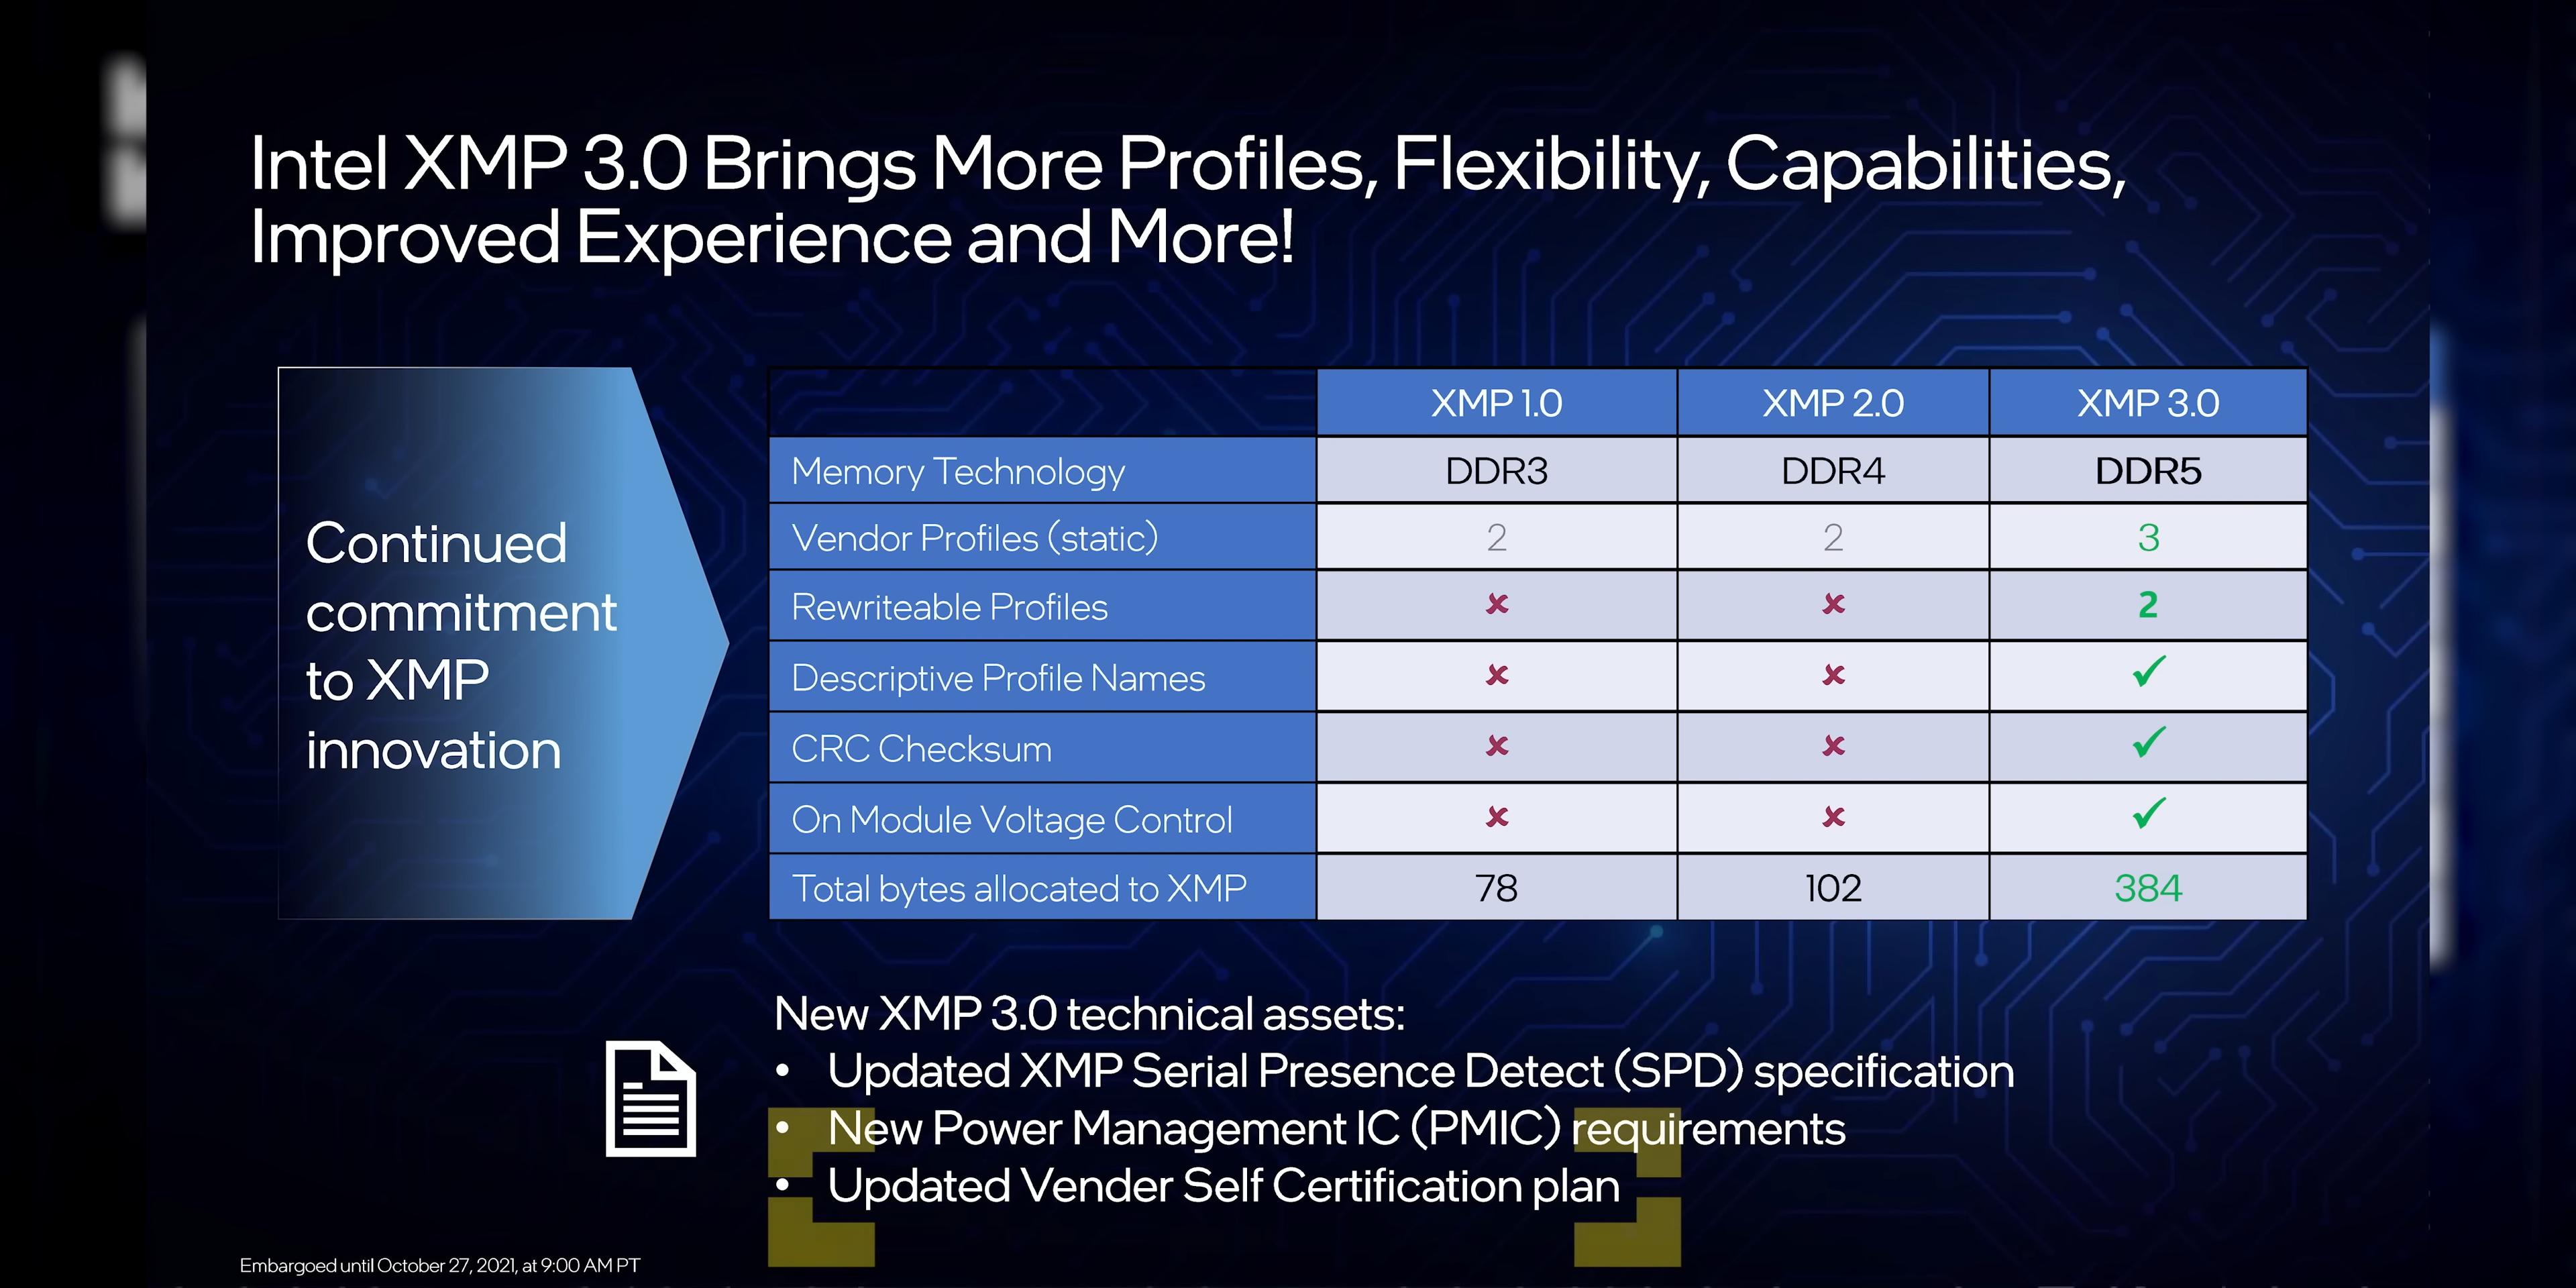 Intel XMP 3.0 Brings More Profiles, Flexibility, Capabilities,
Improved Experience and More!
Continued
commitment
to XMP
innovation
XMP 1.0 XMP 2.0 XMP 3.0
Memory Technology DDR3 DDR4 DDR5
Vendor Profiles (static) 2 2 3
Rewriteable Profiles ✘ ✘ 2
Descriptive Profile Names ✘ ✘ ✓
CRC Checksum ✘ ✘ ✓
On Module Voltage Control ✘ ✘ ✓
Total bytes allocated to XMP 78 102 384
New XMP 3.0 technical assets:
• Updated XMP Serial Presence Detect (SPD) specification
• New Power Management IC (PMIC) requirements
• Updated Vender Self Certification plan
Embargoed until October 27, 2021, at 9:00 AM PT